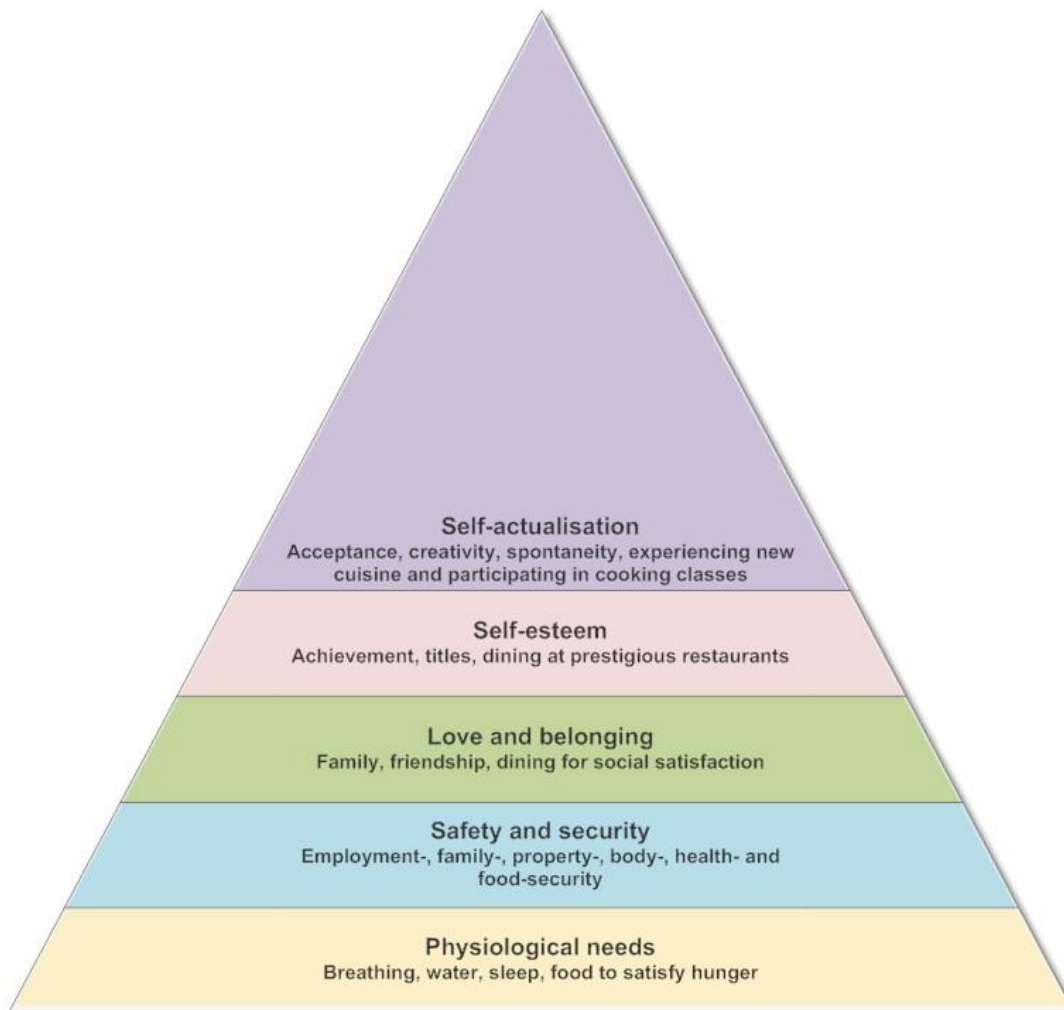 Self-actualisation
Acceptance, creativity, spontaneity, experiencing new
cuisine and participating in cooking classes
Self-esteem
Achievement, titles, dining at prestigious restaurants
Love and belonging
Family, friendship, dining for social satisfaction
Safety and security
Employment-, family-, property-, body-, health- and
food-security
Physiological needs
Breathing, water, sleep, food to satisfy hunger